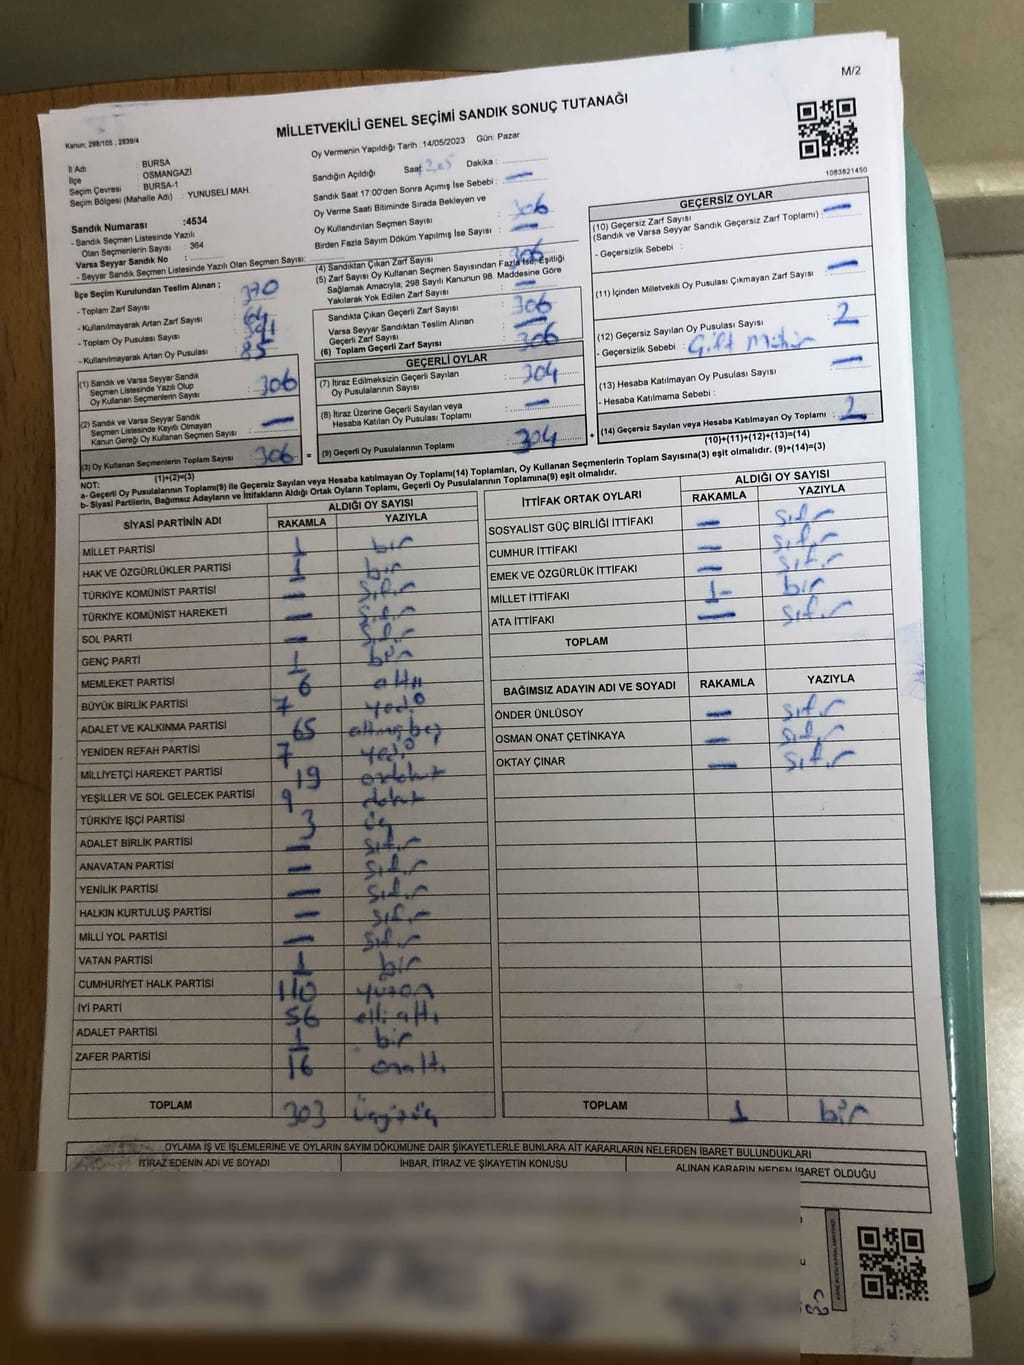 M/2
MİLLETVEKİLİ GENEL SEÇİMİ SANDIK SONUÇ TUTANAĞI
Kanun: 298/105, 2839/4
Oy Vermenin Yapıldığı Tarih : 14/05/2023 Gün: Pazar
İl Adı : BURSA
İlçe : OSMANGAZİ
Seçim Çevresi : BURSA-1
Seçim Bölgesi (Mahalle Adı) : YUNUSELİ MAH.
Sandık Numarası :4534
- Sandık Seçmen Listesinde Yazılı
Olan Seçmenlerin Sayısı : 364
Varsa Seyyar Sandık No :
- Seyyar Sandık Seçmen Listesinde Yazılı Olan Seçmen Sayısı:
Sandığın Açıldığı Saat Dakika :
Sandık Saat 17:00'den Sonra Açımış İse Sebebi : —
Oy Verme Saati Bitiminde Sırada Bekleyen ve
Oy Kullandırılan Seçmen Sayısı : 306
Birden Fazla Sayım Döküm Yapılmış İse Sayısı : —
1083821450
İlçe Seçim Kurulundan Teslim Alınan ;
- Toplam Zarf Sayısı : 370
- Kullanılmayarak Artan Zarf Sayısı : 64
- Toplam Oy Pusulası Sayısı :
- Kullanılmayarak Artan Oy Pusulası : 85
(1) Sandık ve Varsa Seyyar Sandık
Seçmen Listesinde Yazılı Olup
Oy Kullanan Seçmenlerin Sayısı : 306
(2) Sandık ve Varsa Seyyar Sandık
Seçmen Listesinde Kayıtlı Olmayan
Kanun Gereği Oy Kullanan Seçmen Sayısı : —
(3) Oy Kullanan Seçmenlerin Toplam Sayısı : 306
(1)+(2)=(3)
(4) Sandıktan Çıkan Zarf Sayısı : 306
(5) Zarf Sayısı Oy Kullanan Seçmen Sayısından Fazla İse, Eşitliği
Sağlamak Amacıyla; 298 Sayılı Kanunun 98. Maddesine Göre
Yakılarak Yok Edilen Zarf Sayısı : —
Sandıkta Çıkan Geçerli Zarf Sayısı : 306
Varsa Seyyar Sandıktan Teslim Alınan
Geçerli Zarf Sayısı : —
(6) Toplam Geçerli Zarf Sayısı : 306
GEÇERLİ OYLAR
(7) İtiraz Edilmeksizin Geçerli Sayılan
Oy Pusulalarının Sayısı : 304
(8) İtiraz Üzerine Geçerli Sayılan veya
Hesaba Katılan Oy Pusulası Toplamı : —
(9) Geçerli Oy Pusulalarının Toplamı : 304
GEÇERSİZ OYLAR
(10) Geçersiz Zarf Sayısı
(Sandık ve Varsa Seyyar Sandık Geçersiz Zarf Toplamı) : —
- Geçersizlik Sebebi :
(11) İçinden Milletvekili Oy Pusulası Çıkmayan Zarf Sayısı : —
(12) Geçersiz Sayılan Oy Pusulası Sayısı : 2
- Geçersizlik Sebebi : Çift Mühür
(13) Hesaba Katılmayan Oy Pusulası Sayısı : —
- Hesaba Katılmama Sebebi :
(14) Geçersiz Sayılan veya Hesaba Katılmayan Oy Toplamı : 2
(10)+(11)+(12)+(13)=(14)
NOT:
a- Geçerli Oy Pusulalarının Toplamı(9) ile Geçersiz Sayılan veya hesaba katılmayan Oy Toplamı(14) Toplamları, Oy Kullanan Seçmenlerin Toplam Sayısına(3) eşit olmalıdır. (9)+(14)=(3)
b- Siyasi Partilerin, Bağımsız Adayların ve İttifakların Aldığı Ortak Oyların Toplamı, Geçerli Oy Pusulalarının Toplamına(9) eşit olmalıdır.
SİYASİ PARTİNİN ADI ALDIĞI OY SAYISI
RAKAMLA YAZIYLA
MİLLET PARTİSİ 1 bir
HAK VE ÖZGÜRLÜKLER PARTİSİ 1 bir
TÜRKİYE KOMÜNİST PARTİSİ — sıfır
TÜRKİYE KOMÜNİST HAREKETİ — sıfır
SOL PARTİ — sıfır
GENÇ PARTİ 1 bir
MEMLEKET PARTİSİ 6 altı
BÜYÜK BİRLİK PARTİSİ 7 yedi
ADALET VE KALKINMA PARTİSİ 65 altmışbeş
YENİDEN REFAH PARTİSİ 7 yedi
MİLLİYETÇİ HAREKET PARTİSİ 19 ondokuz
YEŞİLLER VE SOL GELECEK PARTİSİ 9 dokuz
TÜRKİYE İŞÇİ PARTİSİ 3 üç
ADALET BİRLİK PARTİSİ — sıfır
ANAVATAN PARTİSİ — sıfır
YENİLİK PARTİSİ — sıfır
HALKIN KURTULUŞ PARTİSİ — sıfır
MİLLİ YOL PARTİSİ — sıfır
VATAN PARTİSİ 1 bir
CUMHURİYET HALK PARTİSİ 110 yüzon
İYİ PARTİ 56 elli altı
ADALET PARTİSİ 1 bir
ZAFER PARTİSİ 16 onaltı
TOPLAM 303 üçyüzüç
İTTİFAK ORTAK OYLARI ALDIĞI OY SAYISI
RAKAMLA YAZIYLA
SOSYALİST GÜÇ BİRLİĞİ İTTİFAKI — sıfır
CUMHUR İTTİFAKI — sıfır
EMEK VE ÖZGÜRLÜK İTTİFAKI — sıfır
MİLLET İTTİFAKI 1 bir
ATA İTTİFAKI — sıfır
TOPLAM
BAĞIMSIZ ADAYIN ADI VE SOYADI RAKAMLA YAZIYLA
ÖNDER ÜNLÜSOY — sıfır
OSMAN ONAT ÇETİNKAYA — sıfır
OKTAY ÇINAR — sıfır
TOPLAM 1 bir
OYLAMA İŞ VE İŞLEMLERİNE VE OYLARIN SAYIM DÖKÜMÜNE DAİR ŞİKAYETLERLE BUNLARA AİT KARARLARIN NELERDEN İBARET BULUNDUKLARI
İTİRAZ EDENİN ADI VE SOYADI İHBAR, İTİRAZ VE ŞİKAYETİN KONUSU ALINAN KARARIN NEDEN İBARET OLDUĞU